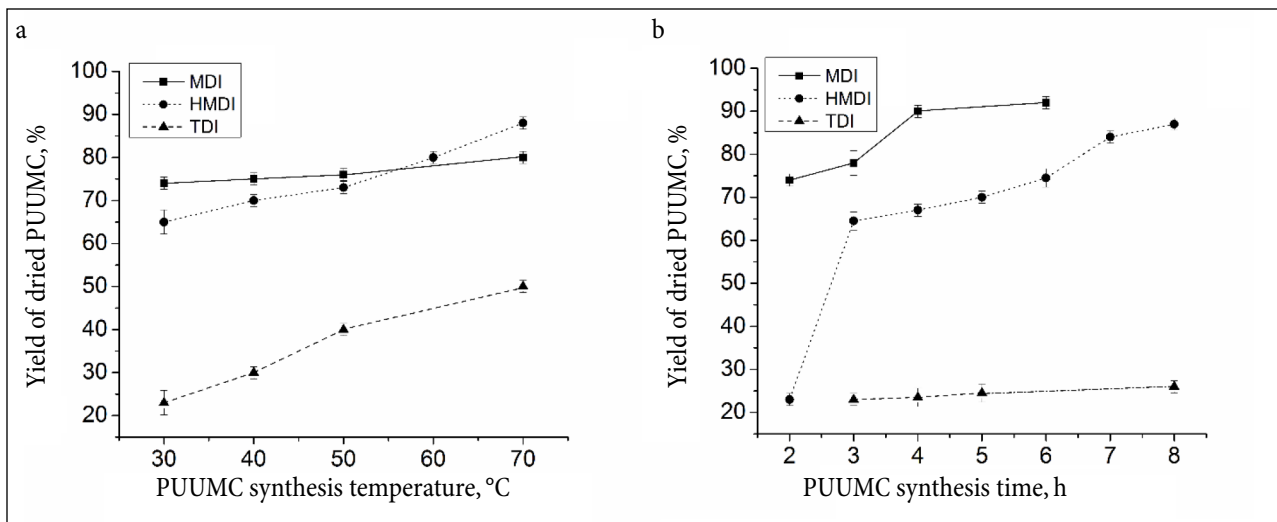 a
MDI
HMDI
TDI
Yield of dried PUUMC, %
100
90
80
70
60
50
40
30
20
30 40 50 60 70
PUUMC synthesis temperature, °C
b
MDI
HMDI
TDI
Yield of dried PUUMC, %
100
90
80
70
60
50
40
30
20
2 3 4 5 6 7 8
PUUMC synthesis time, h